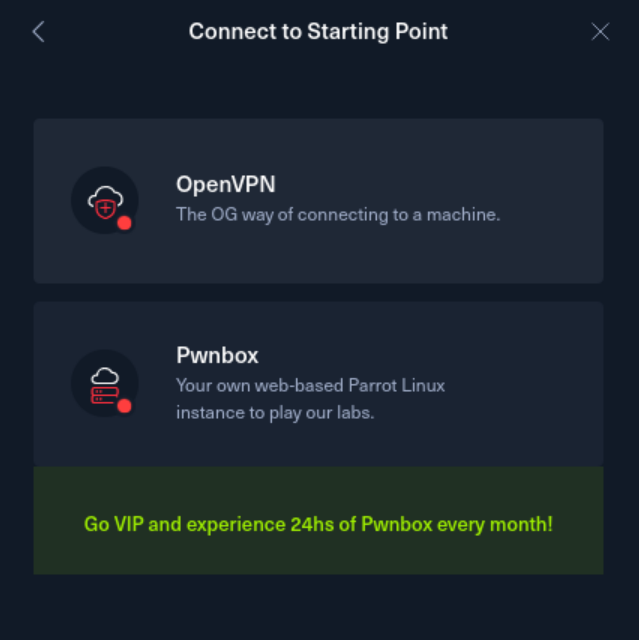 Connect to Starting Point
OpenVPN
The OG way of connecting to a machine.
Pwnbox
Your own web-based Parrot Linux
instance to play our labs.
Go VIP and experience 24hs of Pwnbox every month!